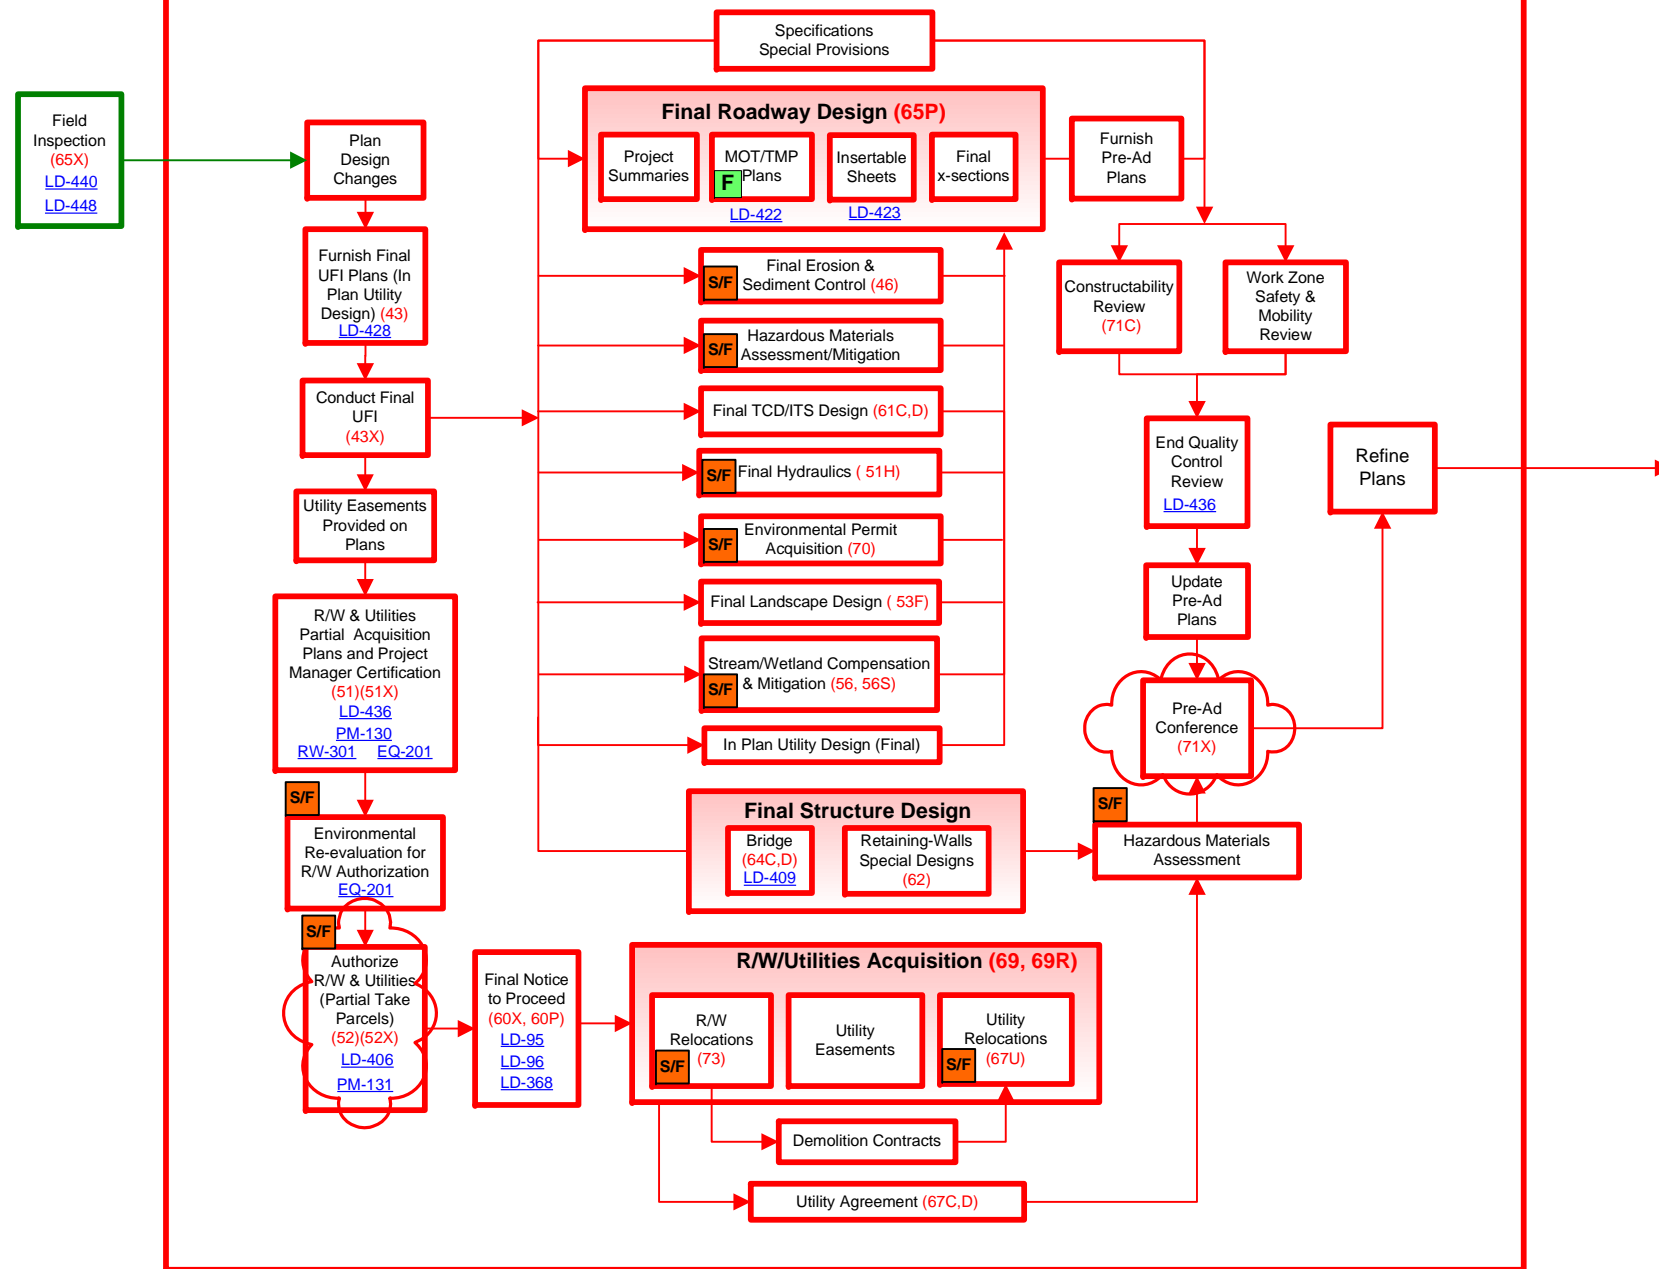 Specifications
Special Provisions
Field
Inspection
(65X)
LD-440
LD-448
Plan
Design
Changes
Furnish Final
UFI Plans (In
Plan Utility
Design) (43)
LD-428
Conduct Final
UFI
(43X)
Utility Easements
Provided on
Plans
R/W & Utilities
Partial Acquisition
Plans and Project
Manager Certification
(51)(51X)
LD-436
PM-130
RW-301 EQ-201
S/F
Environmental
Re-evaluation for
R/W Authorization
EQ-201
S/F
Authorize
R/W & Utilities
(Partial Take
Parcels)
(52)(52X)
LD-406
PM-131
Final Notice
to Proceed
(60X, 60P)
LD-95
LD-96
LD-368
Final Roadway Design (65P)
Project
Summaries
MOT/TMP
Plans
F
LD-422
Insertable
Sheets
LD-423
Final
x-sections
S/F
Final Erosion &
Sediment Control (46)
S/F
Hazardous Materials
Assessment/Mitigation
Final TCD/ITS Design (61C,D)
S/F
Final Hydraulics ( 51H)
S/F
Environmental Permit
Acquisition (70)
Final Landscape Design ( 53F)
Stream/Wetland Compensation
& Mitigation (56, 56S)
S/F
In Plan Utility Design (Final)
Final Structure Design
Bridge
(64C,D)
LD-409
Retaining-Walls
Special Designs
(62)
R/W/Utilities Acquisition (69, 69R)
R/W
Relocations
(73)
S/F
Utility
Easements
Utility
Relocations
(67U)
S/F
Demolition Contracts
Utility Agreement (67C,D)
Furnish
Pre-Ad
Plans
Constructability
Review
(71C)
Work Zone
Safety &
Mobility
Review
End Quality
Control
Review
LD-436
Update
Pre-Ad
Plans
Pre-Ad
Conference
(71X)
S/F
Hazardous Materials
Assessment
Refine
Plans